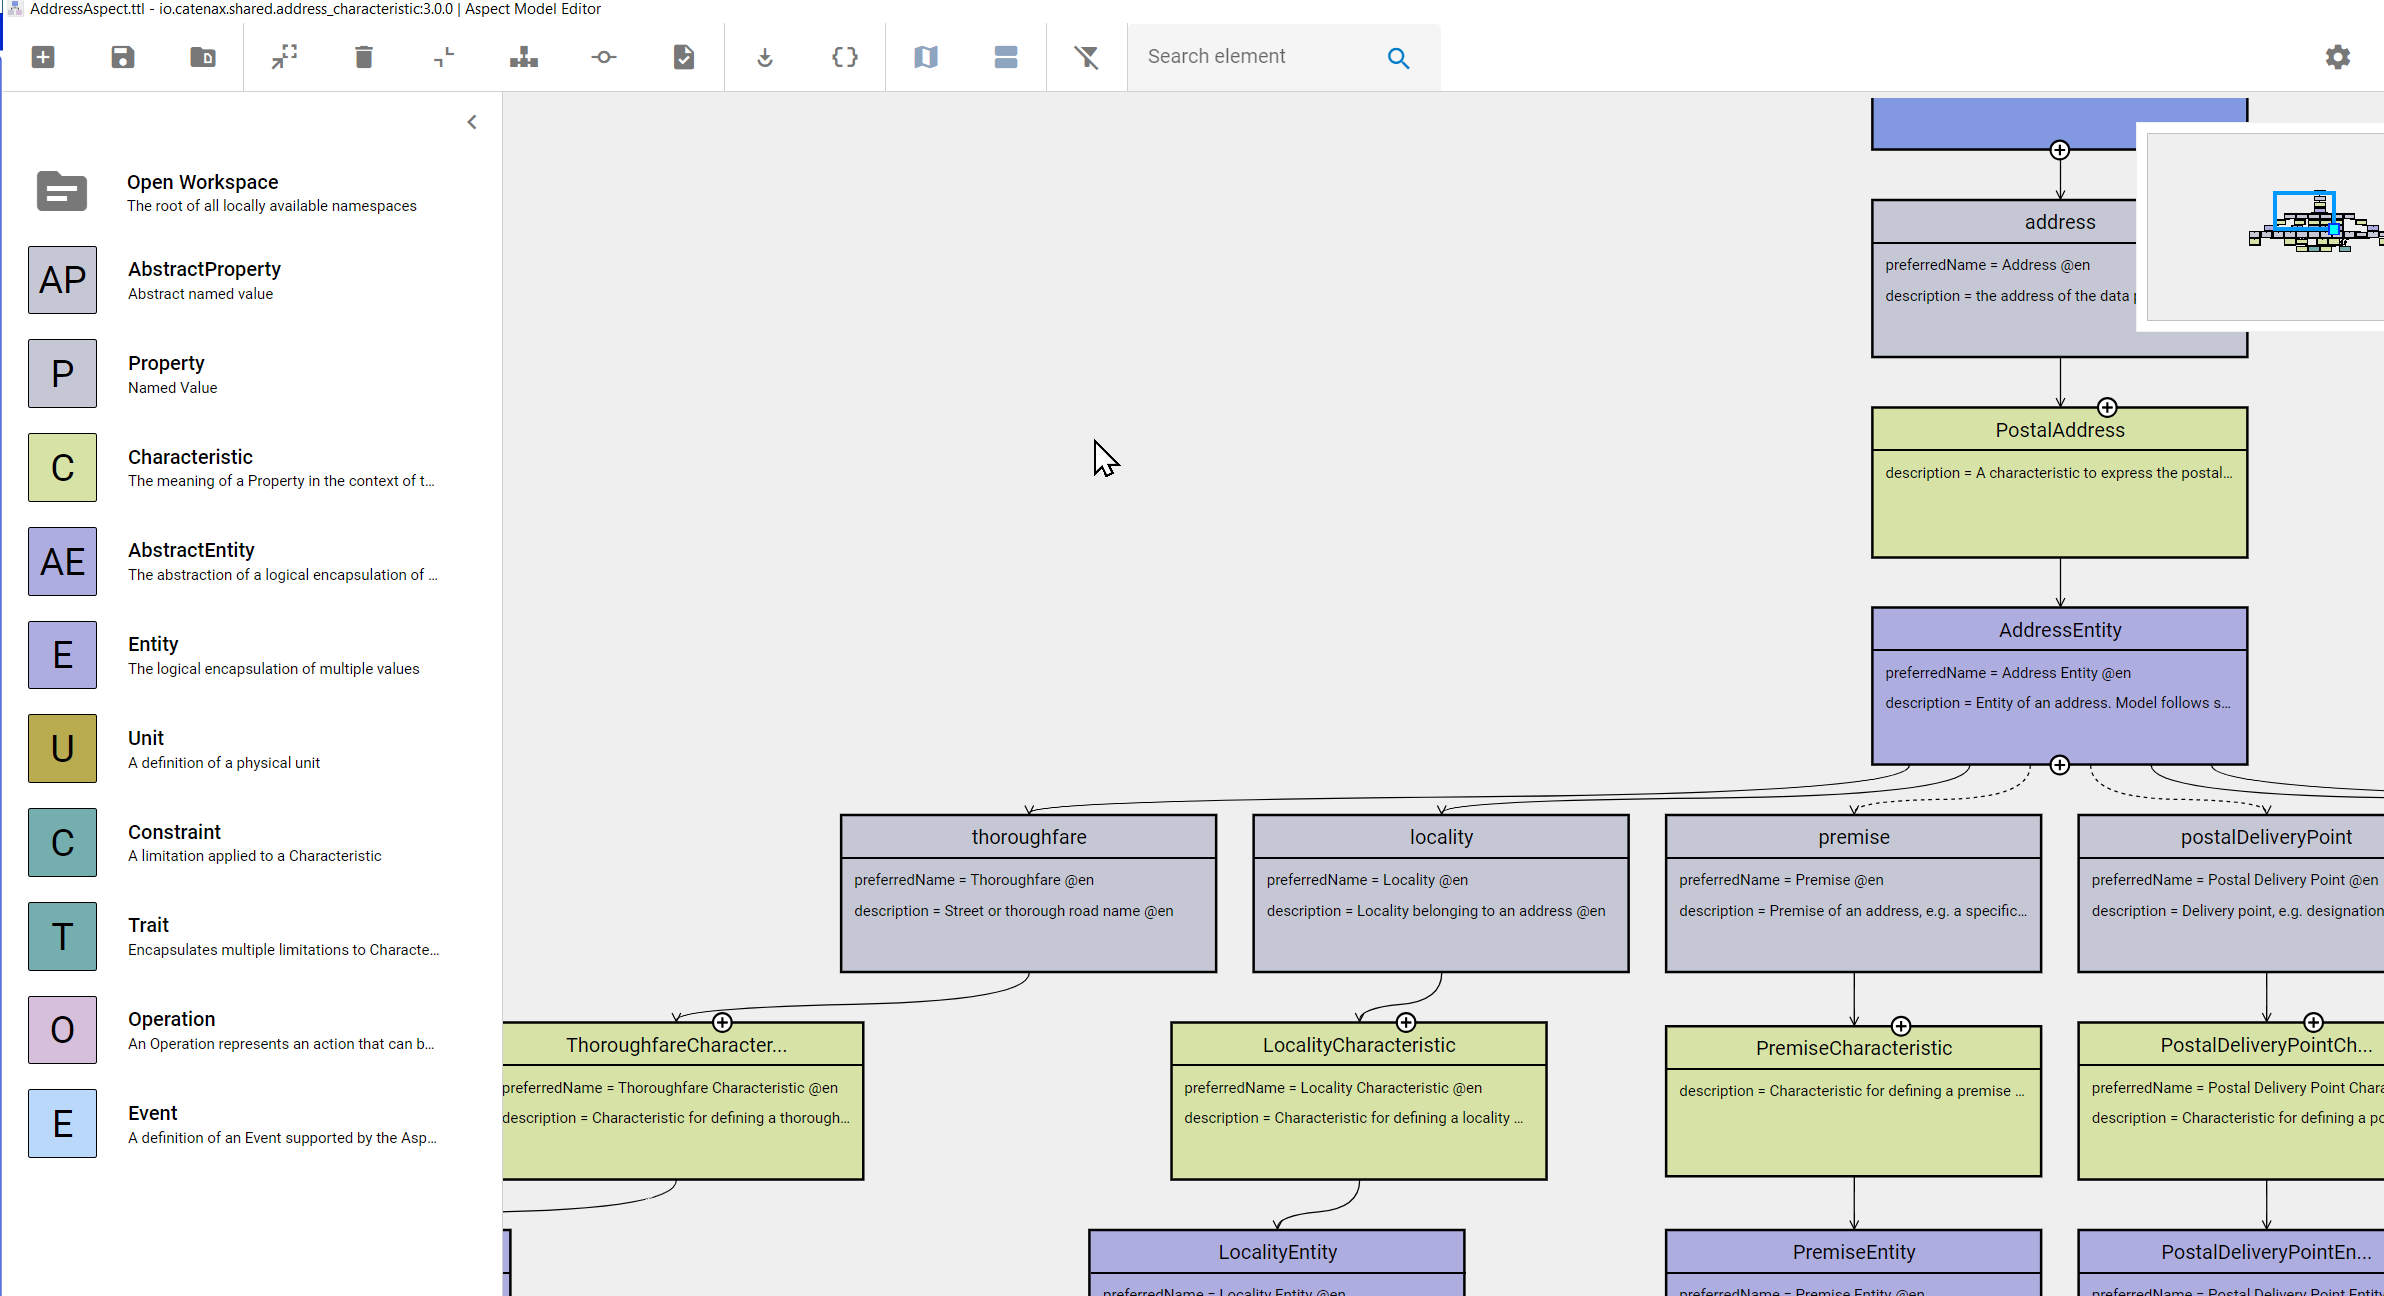 AddressAspect.ttl - io.catenax.shared.address_characteristic:3.0.0 | Aspect Model Editor
Search element
Open Workspace
The root of all locally available namespaces
AP
AbstractProperty
Abstract named value
P
Property
Named Value
C
Characteristic
The meaning of a Property in the context of t...
AE
AbstractEntity
The abstraction of a logical encapsulation of ...
E
Entity
The logical encapsulation of multiple values
U
Unit
A definition of a physical unit
C
Constraint
A limitation applied to a Characteristic
T
Trait
Encapsulates multiple limitations to Characte...
O
Operation
An Operation represents an action that can b...
E
Event
A definition of an Event supported by the Asp...
address
preferredName = Address @en
description = the address of the data
PostalAddress
description = A characteristic to express the postal...
AddressEntity
preferredName = Address Entity @en
description = Entity of an address. Model follows s...
thoroughfare
preferredName = Thoroughfare @en
description = Street or thorough road name @en
locality
preferredName = Locality @en
description = Locality belonging to an address @en
premise
preferredName = Premise @en
description = Premise of an address, e.g. a specific...
postalDeliveryPoint
preferredName = Postal Delivery Point @en
description = Delivery point, e.g. designation
ThoroughfareCharacter...
preferredName = Thoroughfare Characteristic @en
description = Characteristic for defining a thorough...
LocalityCharacteristic
preferredName = Locality Characteristic @en
description = Characteristic for defining a locality ...
PremiseCharacteristic
description = Characteristic for defining a premise ...
PostalDeliveryPointCh...
preferredName = Postal Delivery Point Chara
description = Characteristic for defining a po
LocalityEntity
preferredName = Locality Entity @en
PremiseEntity
preferredName = Premise Entity @en
PostalDeliveryPointEn...
preferredName = Postal Delivery Point Entity